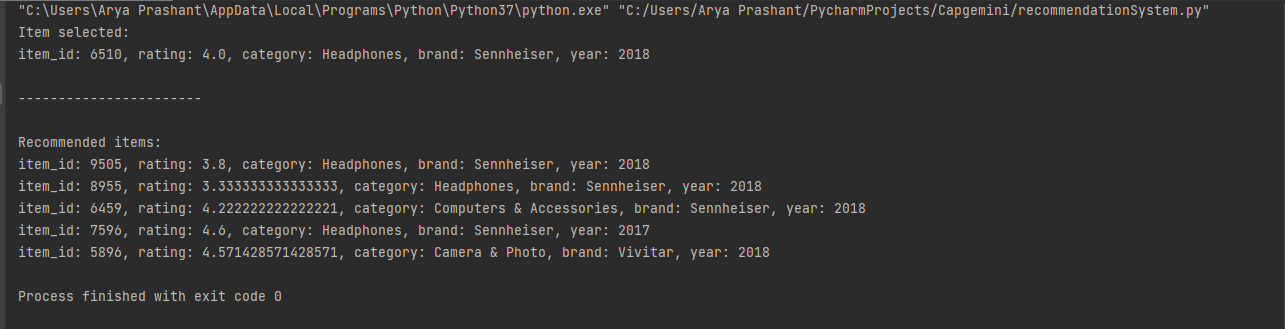 "C:\Users\Arya Prashant\AppData\Local\Programs\Python\Python37\python.exe" "C:/Users/Arya Prashant/PycharmProjects/Capgemini/recommendationSystem.py"
Item selected:
item_id: 6510, rating: 4.0, category: Headphones, brand: Sennheiser, year: 2018
-----------------------
Recommended items:
item_id: 9505, rating: 3.8, category: Headphones, brand: Sennheiser, year: 2018
item_id: 8955, rating: 3.333333333333333, category: Headphones, brand: Sennheiser, year: 2018
item_id: 6459, rating: 4.222222222222221, category: Computers & Accessories, brand: Sennheiser, year: 2018
item_id: 7596, rating: 4.6, category: Headphones, brand: Sennheiser, year: 2017
item_id: 5896, rating: 4.571428571428571, category: Camera & Photo, brand: Vivitar, year: 2018
Process finished with exit code 0